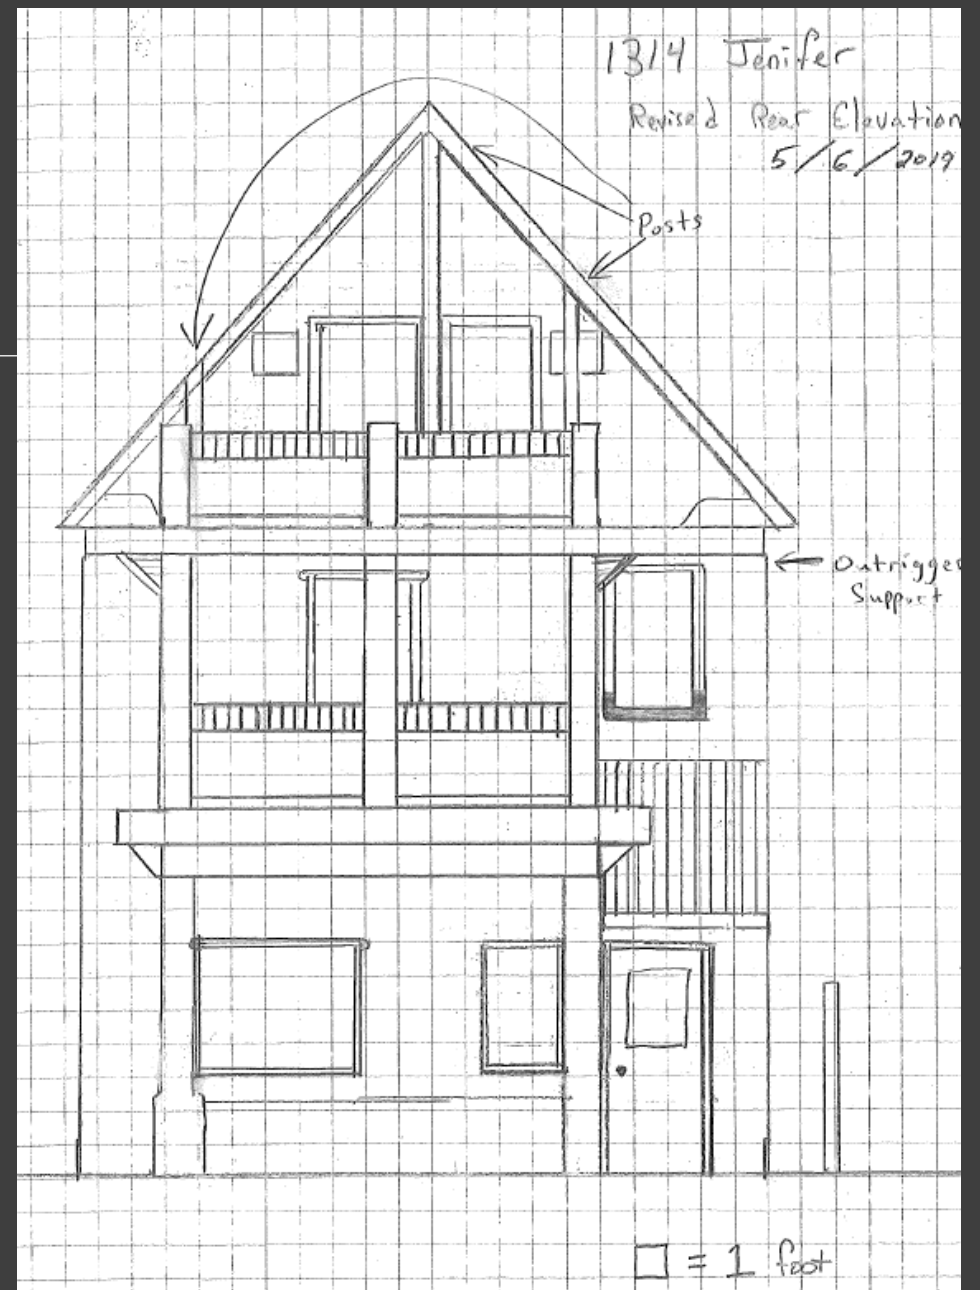 1314 Jenifer
Revised Rear Elevation
5/6/2019
Posts
Outrigger
Support
□ = 1 foot